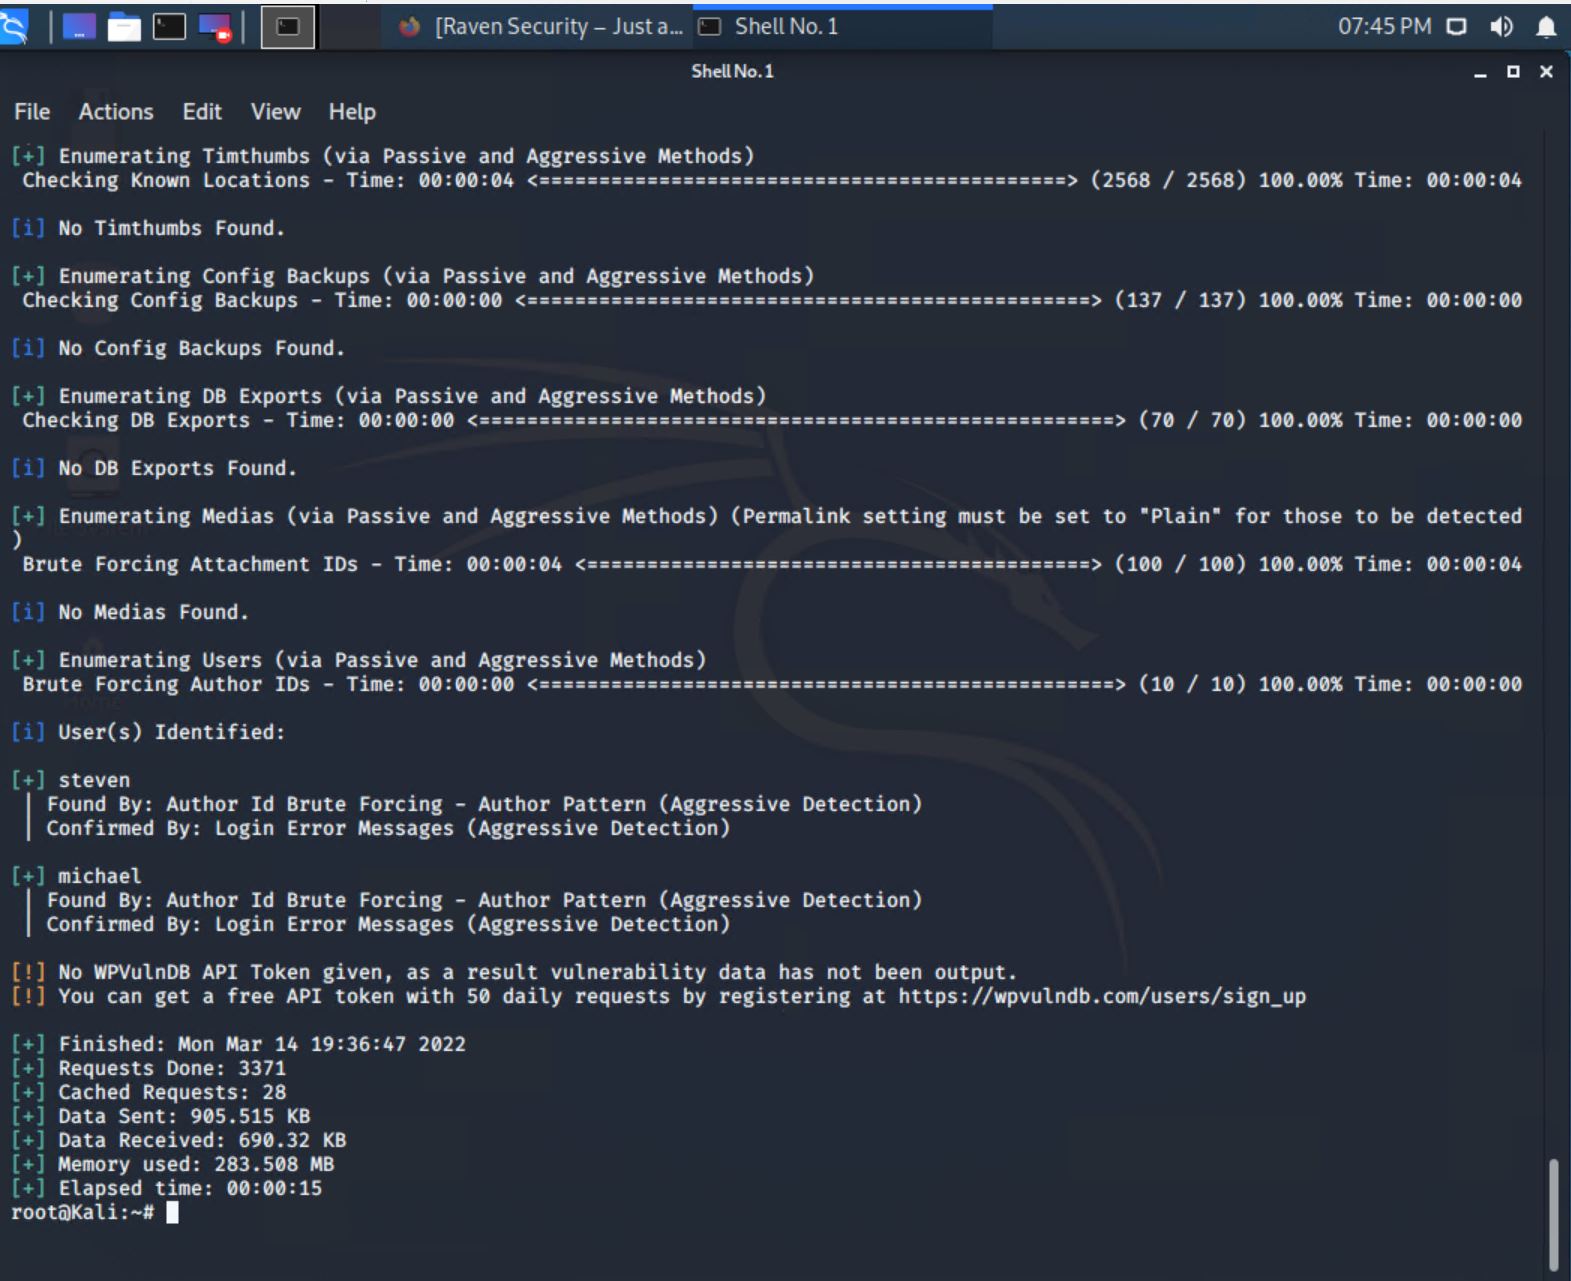 [Raven Security – Just a... Shell No. 1 07:45 PM
Shell No. 1
File Actions Edit View Help
[+] Enumerating Timthumbs (via Passive and Aggressive Methods)
Checking Known Locations - Time: 00:00:04 <============================================> (2568 / 2568) 100.00% Time: 00:00:04
[i] No Timthumbs Found.
[+] Enumerating Config Backups (via Passive and Aggressive Methods)
Checking Config Backups - Time: 00:00:00 <===============================================> (137 / 137) 100.00% Time: 00:00:00
[i] No Config Backups Found.
[+] Enumerating DB Exports (via Passive and Aggressive Methods)
Checking DB Exports - Time: 00:00:00 <=====================================================> (70 / 70) 100.00% Time: 00:00:00
[i] No DB Exports Found.
[+] Enumerating Medias (via Passive and Aggressive Methods) (Permalink setting must be set to "Plain" for those to be detected
)
Brute Forcing Attachment IDs - Time: 00:00:04 <==========================================> (100 / 100) 100.00% Time: 00:00:04
[i] No Medias Found.
[+] Enumerating Users (via Passive and Aggressive Methods)
Brute Forcing Author IDs - Time: 00:00:00 <================================================> (10 / 10) 100.00% Time: 00:00:00
[i] User(s) Identified:
[+] steven
| Found By: Author Id Brute Forcing - Author Pattern (Aggressive Detection)
| Confirmed By: Login Error Messages (Aggressive Detection)
[+] michael
| Found By: Author Id Brute Forcing - Author Pattern (Aggressive Detection)
| Confirmed By: Login Error Messages (Aggressive Detection)
[!] No WPVulnDB API Token given, as a result vulnerability data has not been output.
[!] You can get a free API token with 50 daily requests by registering at https://wpvulndb.com/users/sign_up
[+] Finished: Mon Mar 14 19:36:47 2022
[+] Requests Done: 3371
[+] Cached Requests: 28
[+] Data Sent: 905.515 KB
[+] Data Received: 690.32 KB
[+] Memory used: 283.508 MB
[+] Elapsed time: 00:00:15
root@Kali:~#